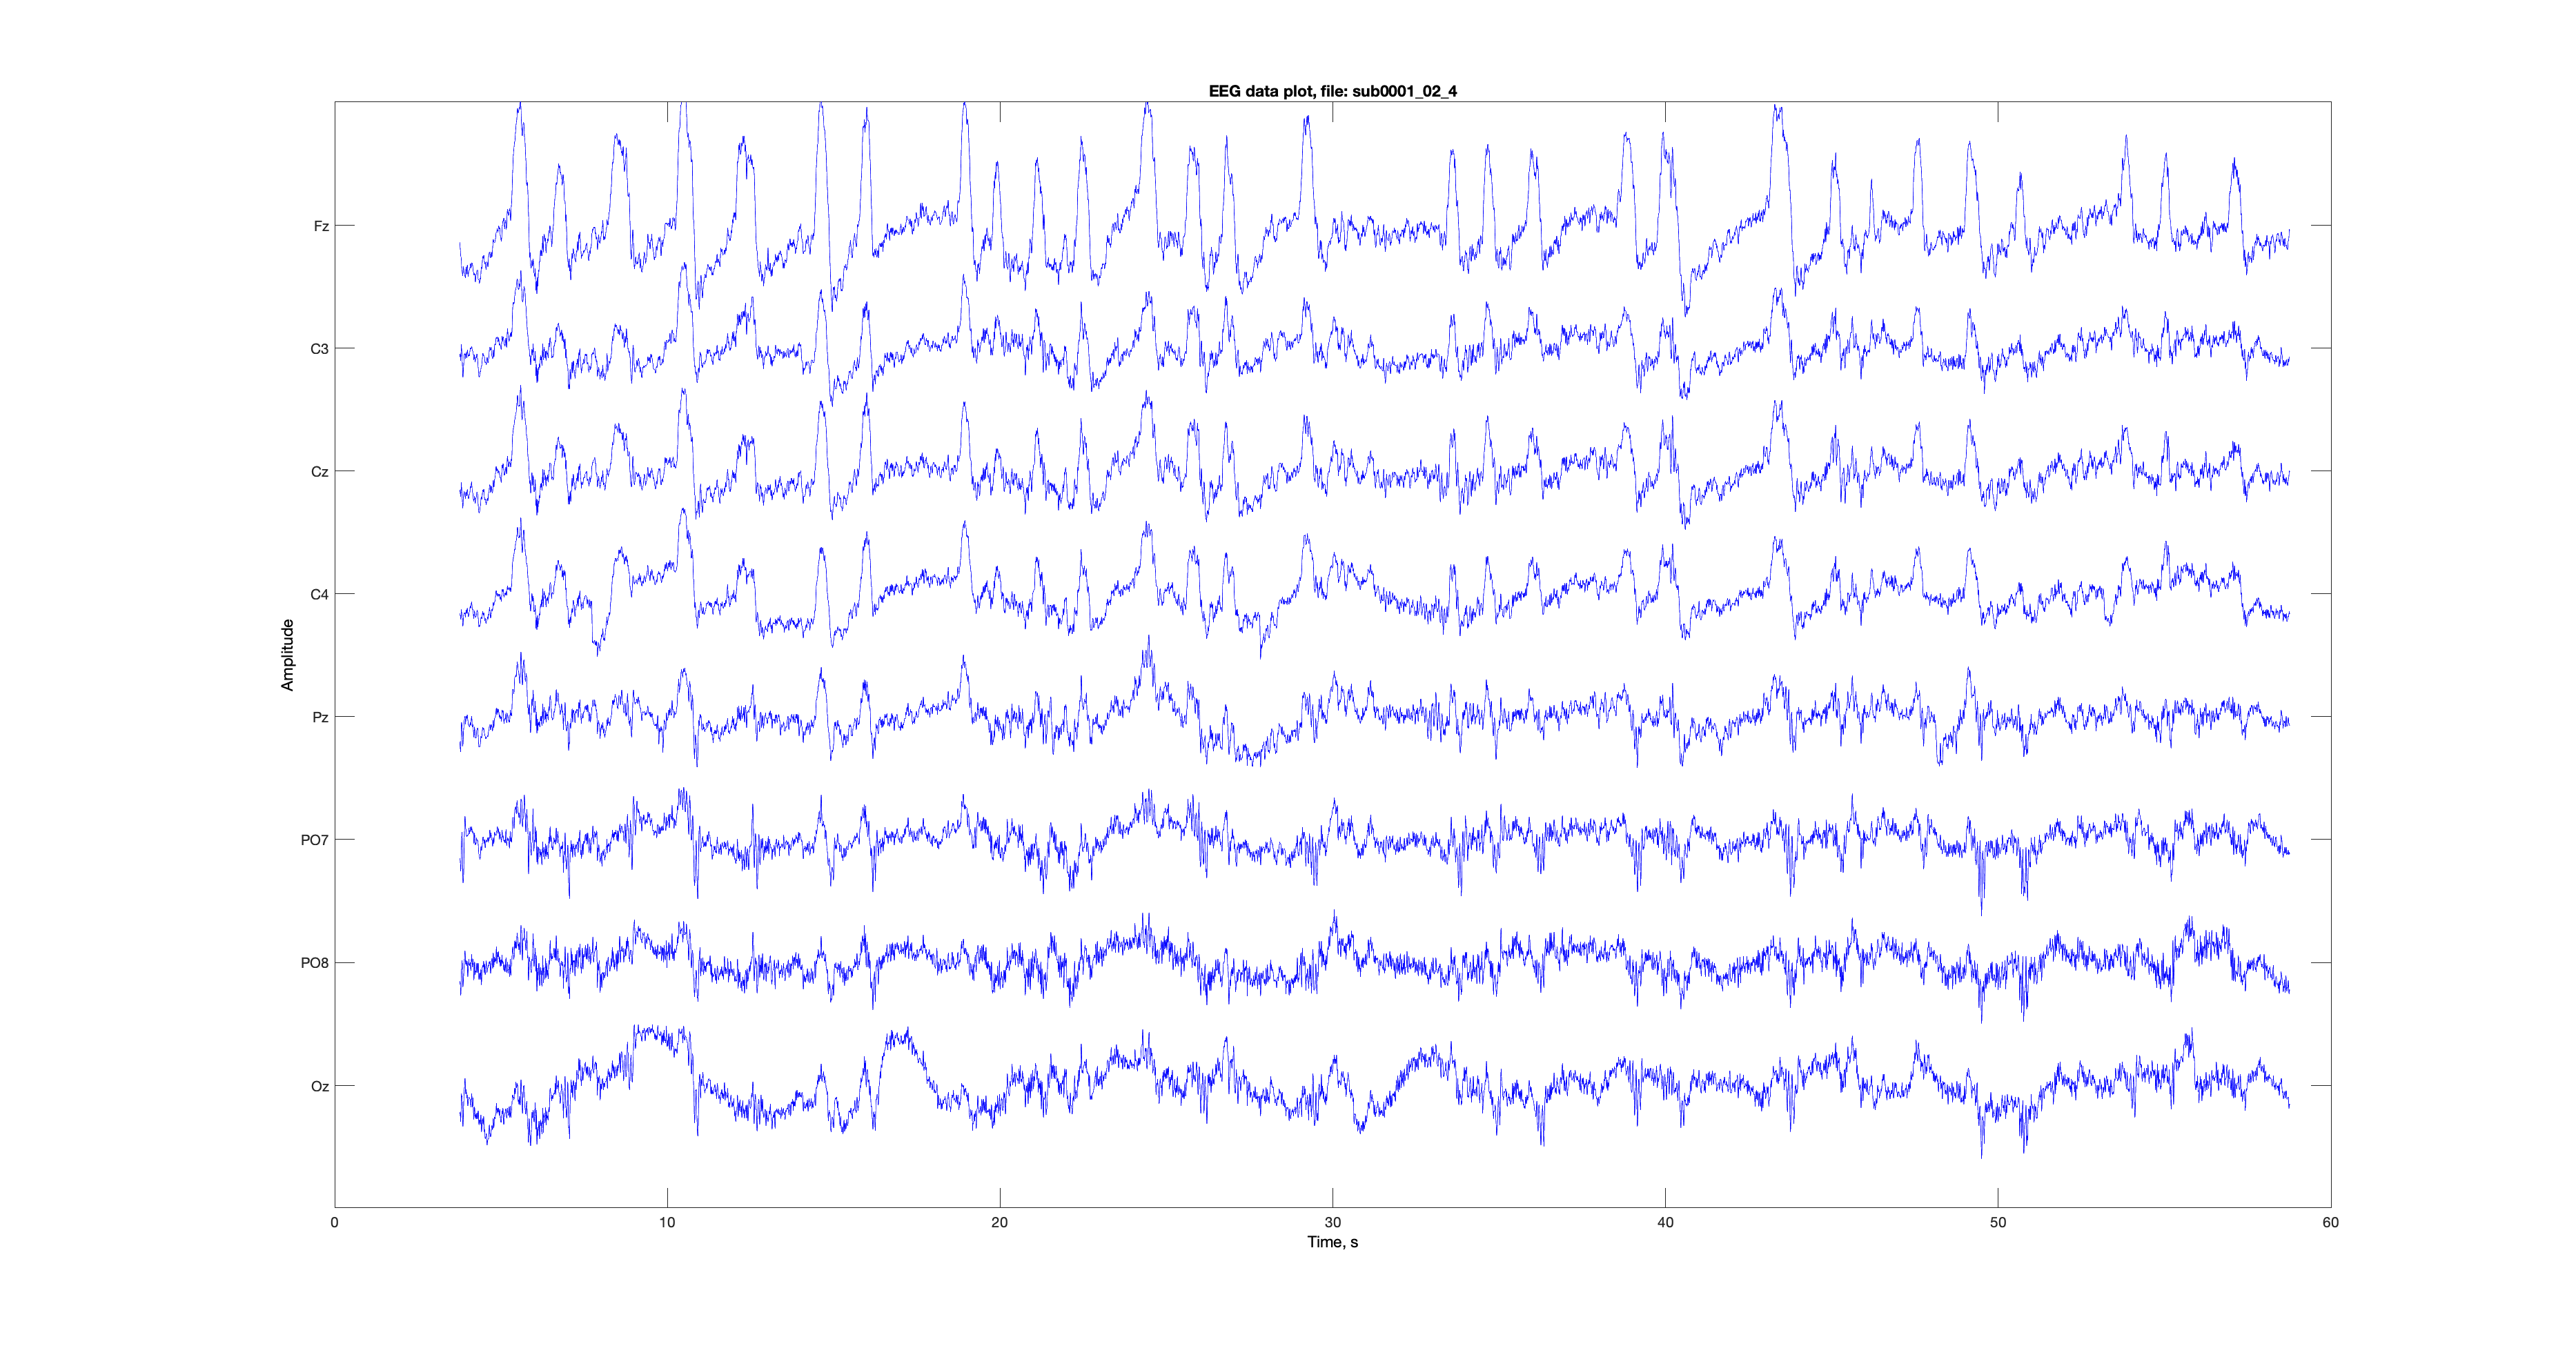 EEG data plot, file: sub0001_02_4
Fz
C3
Cz
C4
Pz
PO7
PO8
Oz
Amplitude
0 10 20 30 40 50 60
Time, s